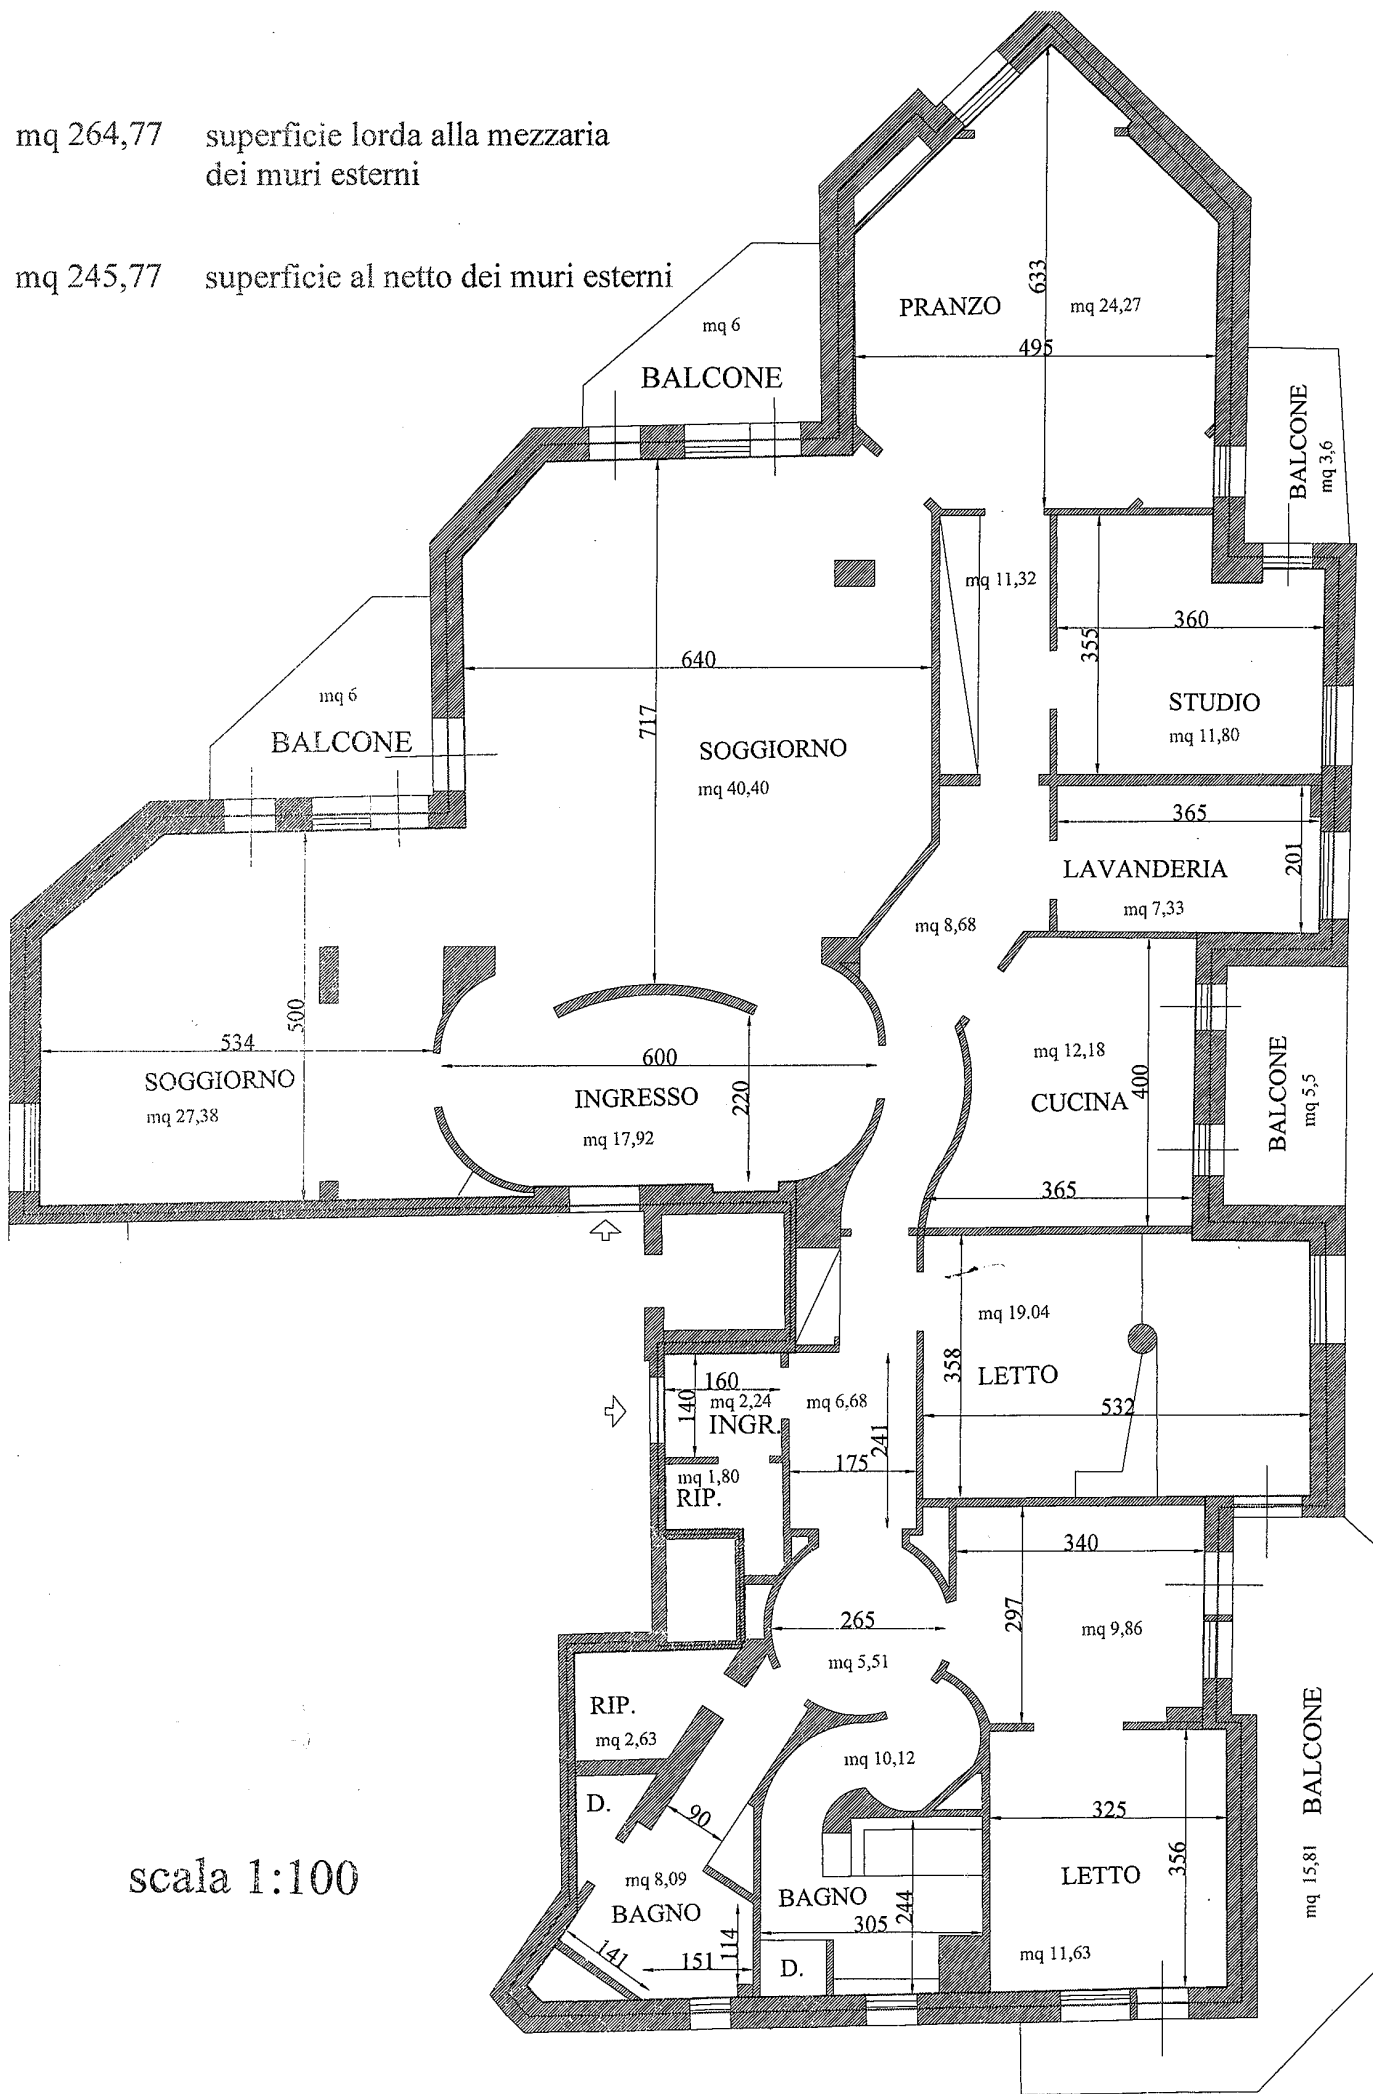 mq 264,77 superficie lorda alla mezzaria
dei muri esterni
mq 245,77 superficie al netto dei muri esterni
633
PRANZO mq 24,27
495
mq 6
BALCONE
BALCONE
mq 3,6
mq 11,32
360
355
STUDIO
mq 11,80
640
717
mq 6
BALCONE
SOGGIORNO
mq 40,40
365
201
LAVANDERIA
mq 7,33
mq 8,68
500
534
SOGGIORNO
mq 27,38
600
220
INGRESSO
mq 17,92
mq 12,18
400
CUCINA
365
BALCONE
mq 5,5
mq 19.04
358
LETTO
532
160
140
mq 2,24
INGR.
mq 6,68
241
175
mq 1,80
RIP.
340
297
mq 9,86
265
mq 5,51
RIP.
mq 2,63
mq 10,12
D.
90
325
356
LETTO
mq 11,63
BALCONE
mq 15,81
mq 8,09
BAGNO
BAGNO
244
305
114
141
151
D.
scala 1:100